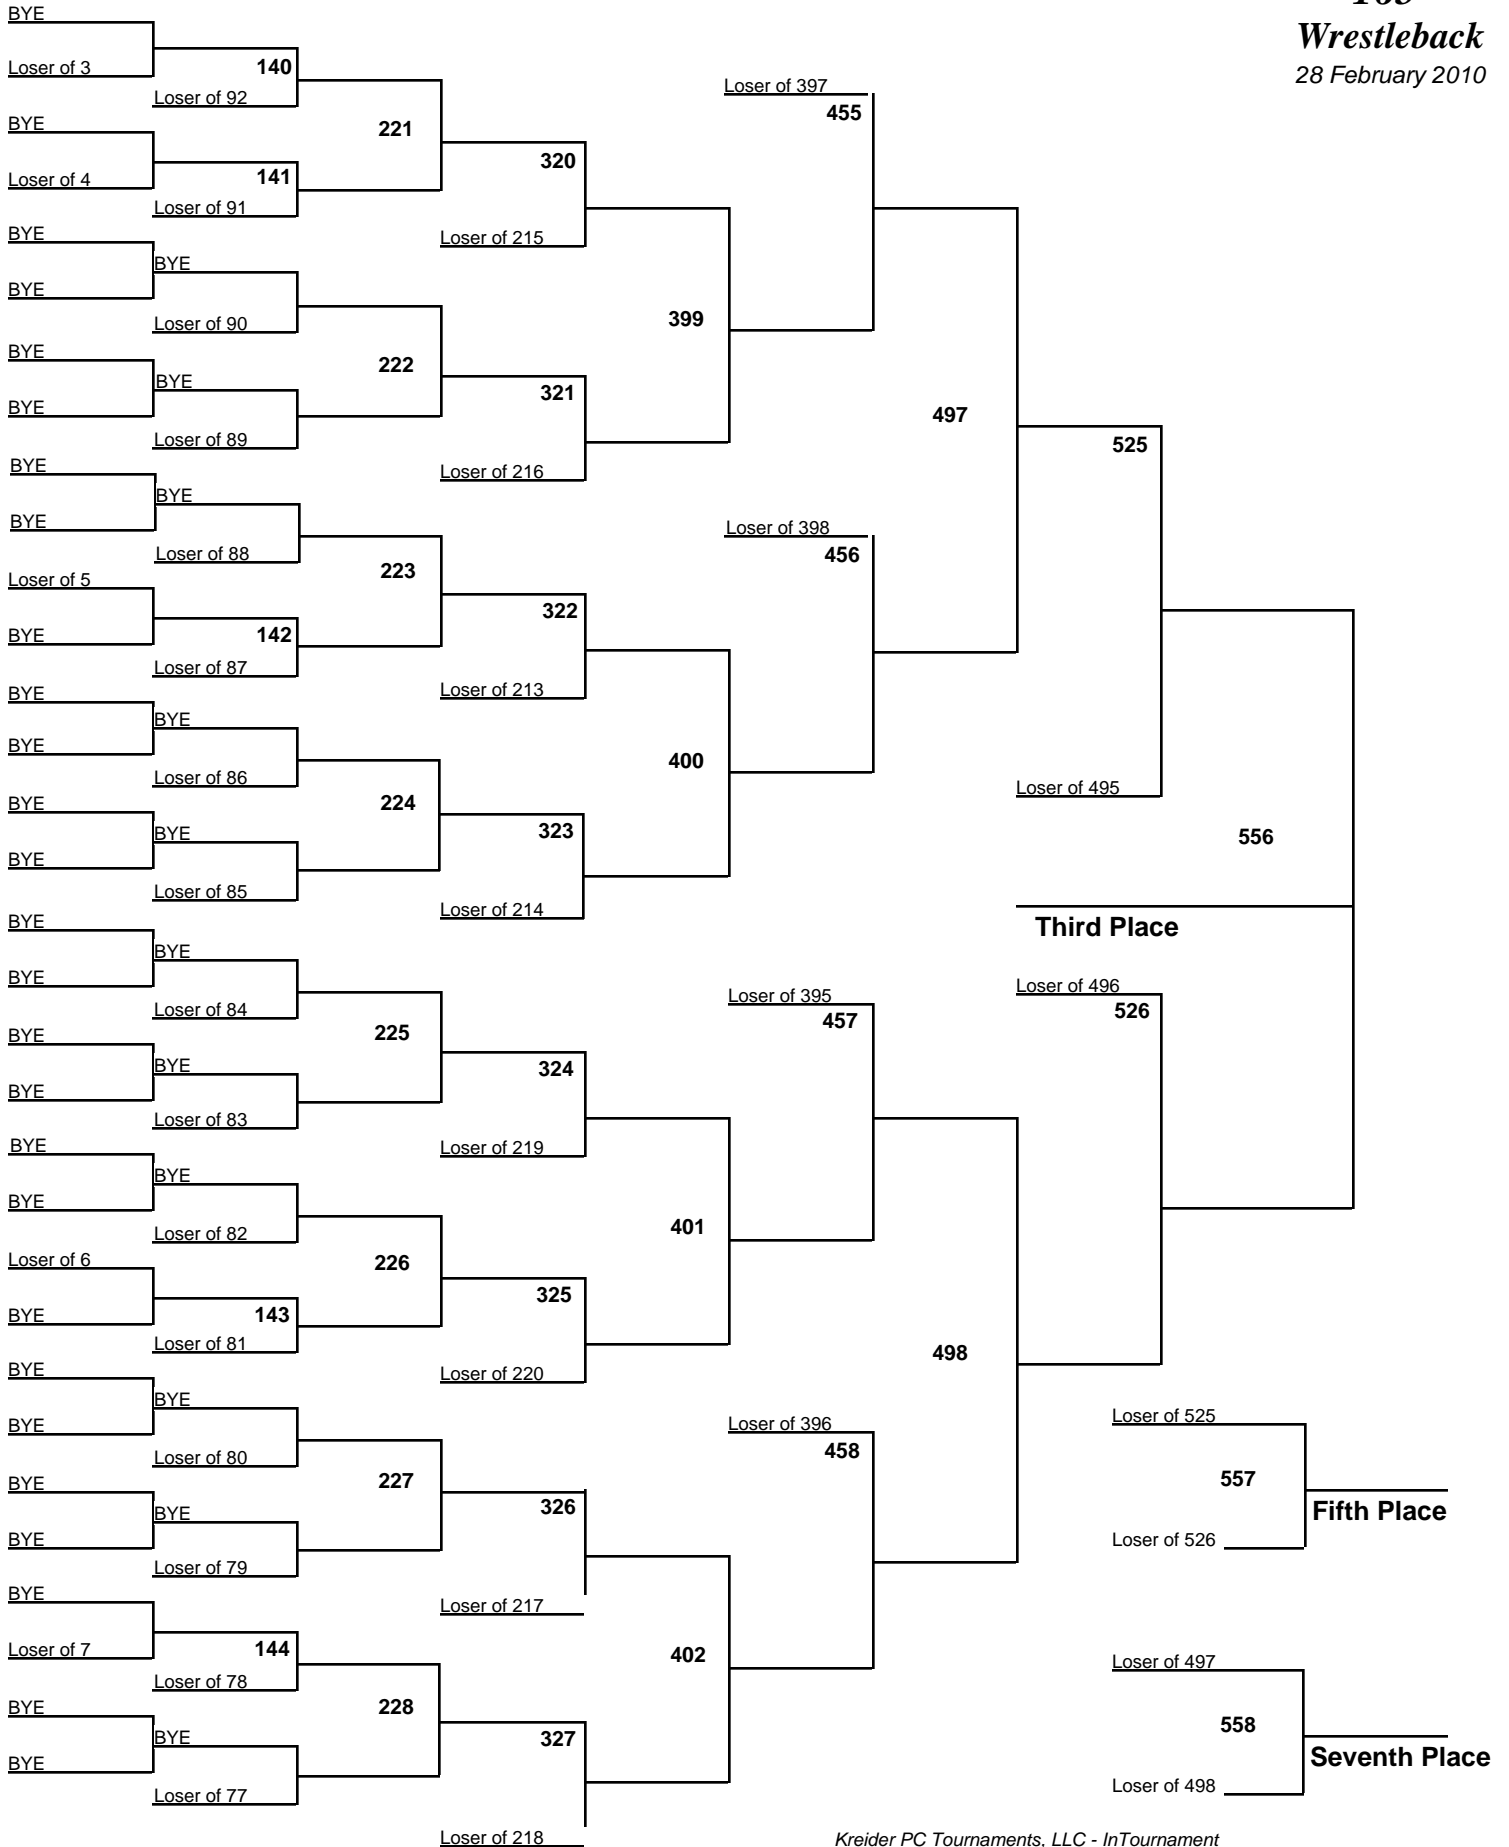 Wrestleback
28 February 2010
BYE
Loser of 3
140
Loser of 92
BYE
221
Loser of 4
141
Loser of 91
320
Loser of 215
BYE
BYE
BYE
Loser of 90
BYE
222
BYE
BYE
Loser of 89
321
Loser of 216
399
Loser of 397
455
BYE
BYE
BYE
Loser of 88
Loser of 5
223
BYE
142
Loser of 87
322
Loser of 213
BYE
BYE
BYE
Loser of 86
BYE
224
BYE
BYE
Loser of 85
323
Loser of 214
400
Loser of 398
456
497
525
Loser of 495
556
Third Place
BYE
BYE
BYE
Loser of 84
BYE
225
BYE
BYE
Loser of 83
324
Loser of 219
BYE
BYE
BYE
Loser of 82
Loser of 6
226
BYE
143
Loser of 81
325
Loser of 220
401
Loser of 395
457
Loser of 496
526
BYE
BYE
BYE
Loser of 80
BYE
227
BYE
BYE
Loser of 79
326
Loser of 217
BYE
Loser of 7
144
Loser of 78
BYE
228
BYE
BYE
Loser of 77
327
Loser of 218
402
Loser of 396
458
498
Loser of 525
557
Fifth Place
Loser of 526
Loser of 497
558
Seventh Place
Loser of 498
Kreider PC Tournaments, LLC - InTournament